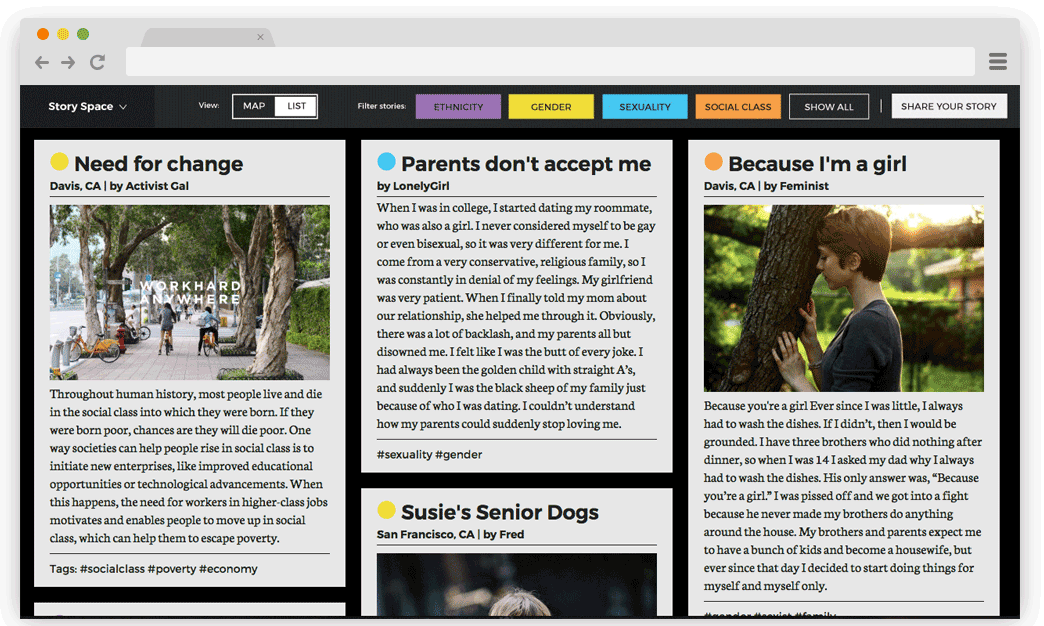 Story Space
View:
MAP
LIST
Filter stories:
ETHNICITY
GENDER
SEXUALITY
SOCIAL CLASS
SHOW ALL
SHARE YOUR STORY
Need for change
Davis, CA | by Activist Gal
WORKHARD
ANYWHERE
Throughout human history, most people live and die
in the social class into which they were born. If they
were born poor, chances are they will die poor. One
way societies can help people rise in social class is to
initiate new enterprises, like improved educational
opportunities or technological advancements. When
this happens, the need for workers in higher-class jobs
motivates and enables people to move up in social
class, which can help them to escape poverty.
Tags: #socialclass #poverty #economy
Parents don't accept me
by LonelyGirl
When I was in college, I started dating my roommate,
who was also a girl. I never considered myself to be gay
or even bisexual, so it was very different for me. I
come from a very conservative, religious family, so I
was constantly in denial of my feelings. My girlfriend
was very patient. When I finally told my mom about
our relationship, she helped me through it. Obviously,
there was a lot of backlash, and my parents all but
disowned me. I felt like I was the butt of every joke. I
had always been the golden child with straight A’s,
and suddenly I was the black sheep of my family just
because of who I was dating. I couldn’t understand
how my parents could suddenly stop loving me.
#sexuality #gender
Susie's Senior Dogs
San Francisco, CA | by Fred
Because I'm a girl
Davis, CA | by Feminist
Because you're a girl Ever since I was little, I always
had to wash the dishes. If I didn’t, then I would be
grounded. I have three brothers who did nothing after
dinner, so when I was 14 I asked my dad why I always
had to wash the dishes. His only answer was, “Because
you’re a girl.” I was pissed off and we got into a fight
because he never made my brothers do anything
around the house. My brothers and parents expect me
to have a bunch of kids and become a housewife, but
ever since that day I decided to start doing things for
myself and myself only.
#gender #sexist #family